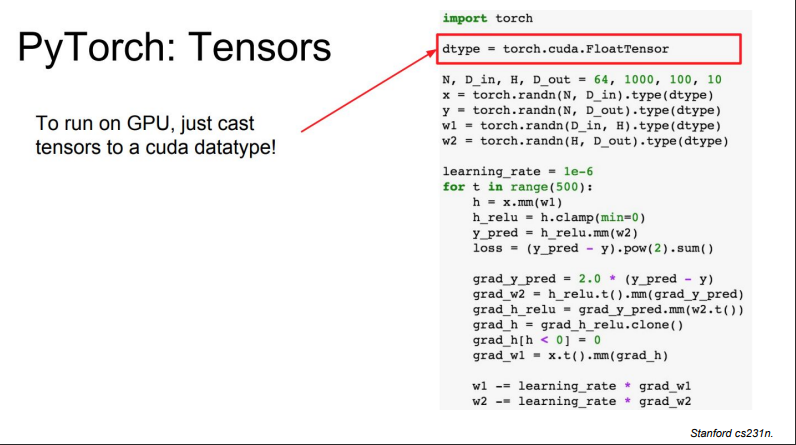 PyTorch: Tensors
To run on GPU, just cast
tensors to a cuda datatype!
import torch
dtype = torch.cuda.FloatTensor
N, D_in, H, D_out = 64, 1000, 100, 10
x = torch.randn(N, D_in).type(dtype)
y = torch.randn(N, D_out).type(dtype)
w1 = torch.randn(D_in, H).type(dtype)
w2 = torch.randn(H, D_out).type(dtype)
learning_rate = 1e-6
for t in range(500):
    h = x.mm(w1)
    h_relu = h.clamp(min=0)
    y_pred = h_relu.mm(w2)
    loss = (y_pred - y).pow(2).sum()
    grad_y_pred = 2.0 * (y_pred - y)
    grad_w2 = h_relu.t().mm(grad_y_pred)
    grad_h_relu = grad_y_pred.mm(w2.t())
    grad_h = grad_h_relu.clone()
    grad_h[h < 0] = 0
    grad_w1 = x.t().mm(grad_h)
    w1 -= learning_rate * grad_w1
    w2 -= learning_rate * grad_w2
Stanford cs231n.